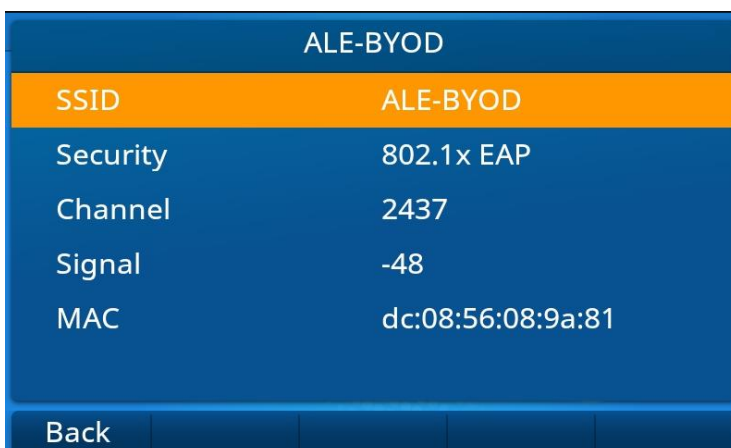 ALE-BYOD
SSID ALE-BYOD
Security 802.1x EAP
Channel 2437
Signal -48
MAC dc:08:56:08:9a:81
Back